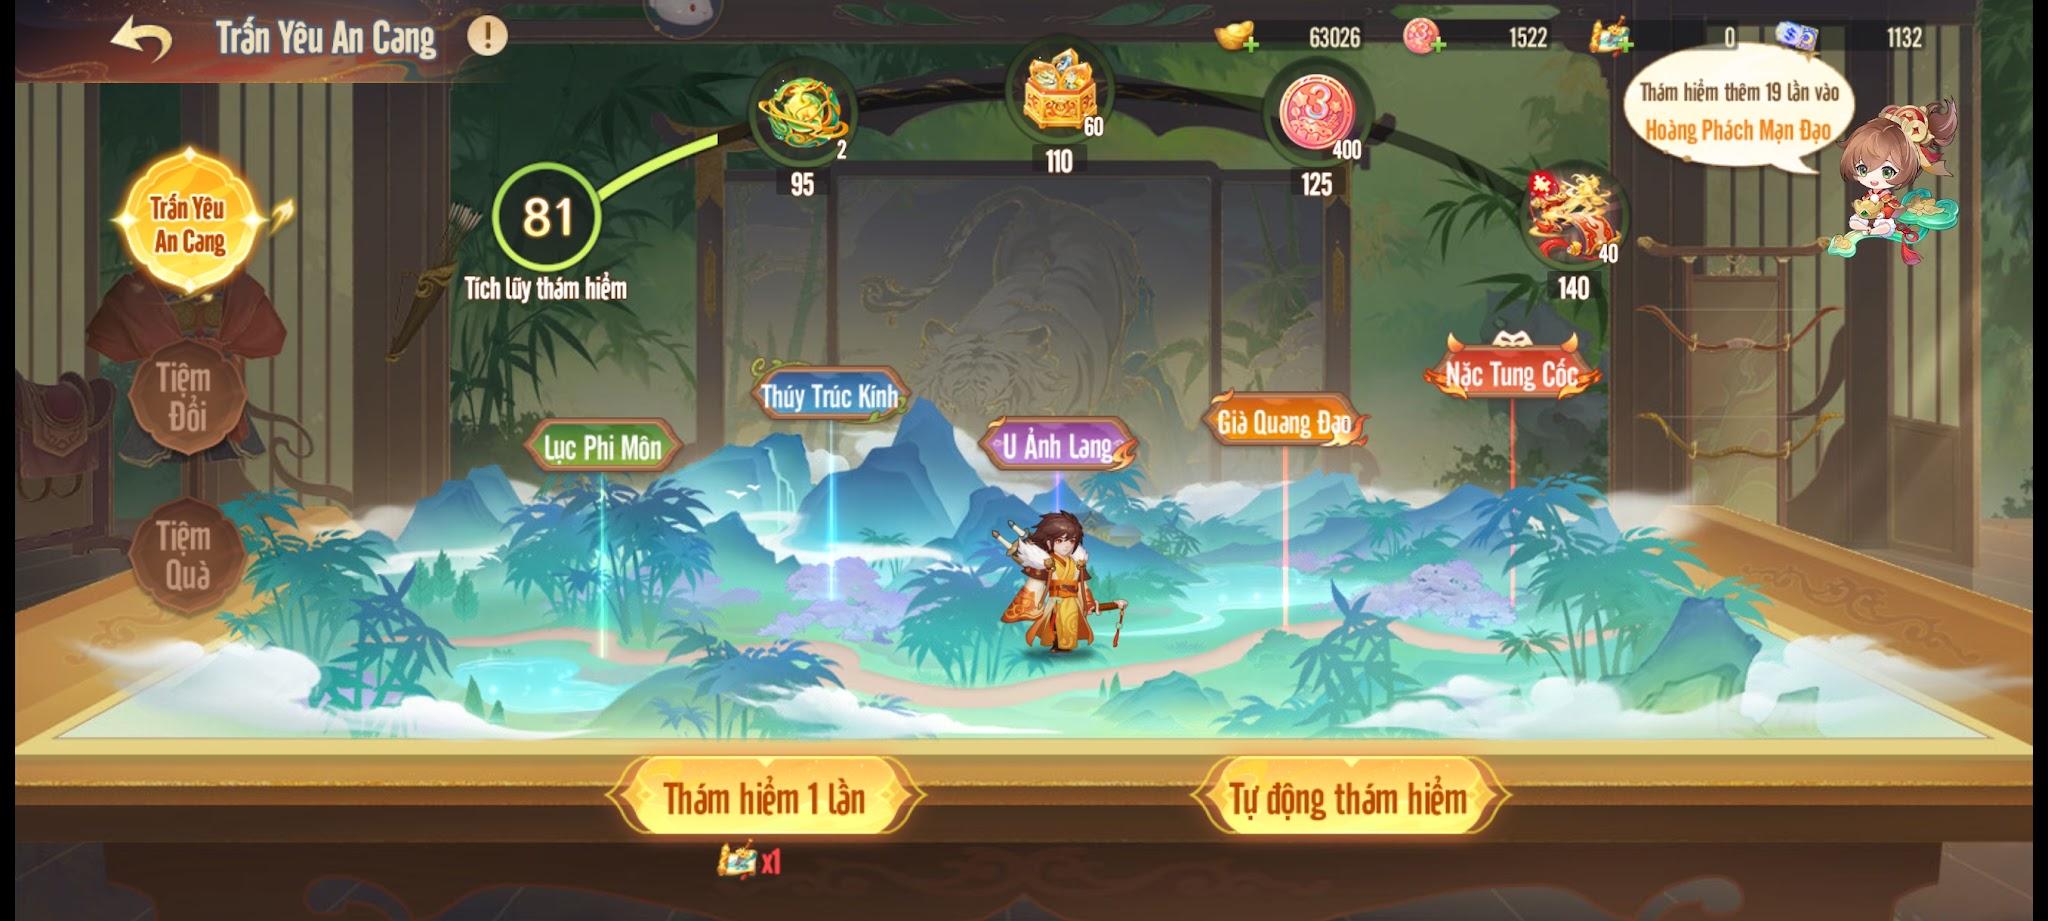 Trấn Yêu An Cang
!
63026
1522
0
1132
Thám hiểm thêm 19 lần vào
Hoàng Phách Mạn Đạo
Trấn Yêu
An Cang
81
Tích lũy thám hiểm
2
95
60
110
3
400
125
40
140
Tiệm
Đổi
Tiệm
Quà
Lục Phi Môn
Thúy Trúc Kính
U Ảnh Lang
Già Quang Đạo
Nặc Tung Cốc
Thám hiểm 1 lần
Tự động thám hiểm
x1